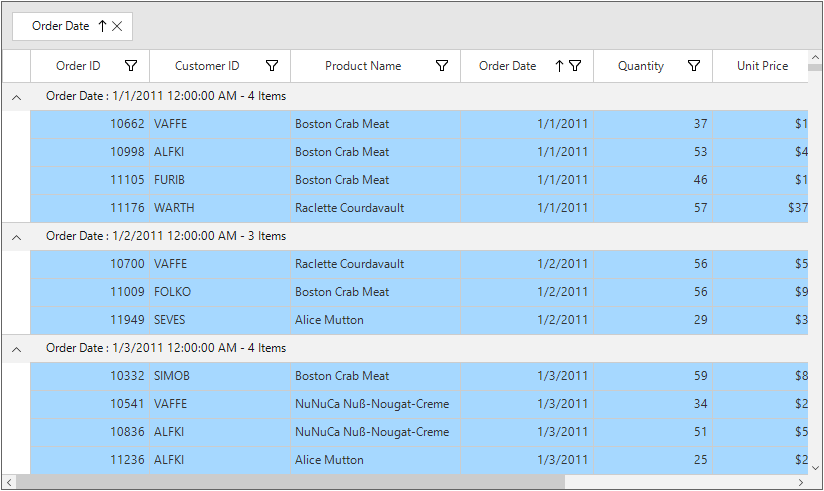 Order Date
Order ID Customer ID Product Name Order Date Quantity Unit Price
Order Date : 1/1/2011 12:00:00 AM - 4 Items
10662 VAFFE Boston Crab Meat 1/1/2011 37 $1
10998 ALFKI Boston Crab Meat 1/1/2011 53 $4
11105 FURIB Boston Crab Meat 1/1/2011 46 $1
11176 WARTH Raclette Courdavault 1/1/2011 57 $37
Order Date : 1/2/2011 12:00:00 AM - 3 Items
10700 VAFFE Raclette Courdavault 1/2/2011 56 $5
11009 FOLKO Boston Crab Meat 1/2/2011 56 $9
11949 SEVES Alice Mutton 1/2/2011 29 $3
Order Date : 1/3/2011 12:00:00 AM - 4 Items
10332 SIMOB Boston Crab Meat 1/3/2011 59 $8
10541 VAFFE NuNuCa Nuß-Nougat-Creme 1/3/2011 34 $2
10836 ALFKI NuNuCa Nuß-Nougat-Creme 1/3/2011 51 $5
11236 ALFKI Alice Mutton 1/3/2011 25 $2